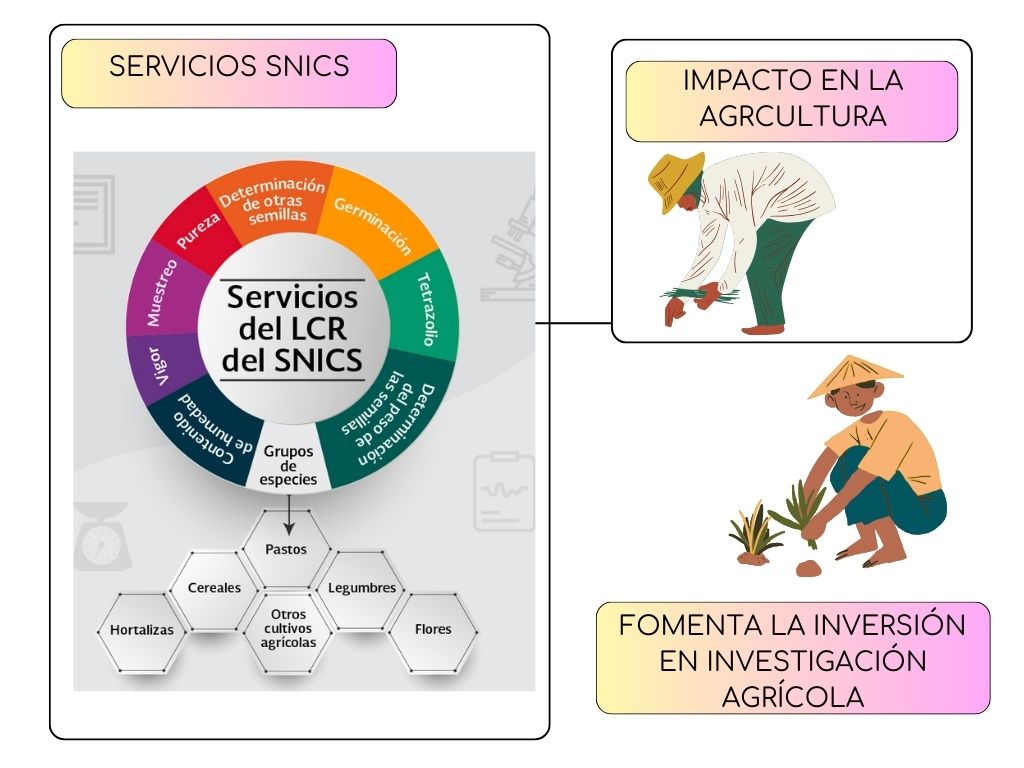 SERVICIOS SNICS
Determinación
de otras
semillas
Germinación
Tetrazolio
Determinación
del peso de
las semillas
Grupos
de
especies
Contenido
de humedad
Vigor
Muestreo
Pureza
Servicios
del LCR
del SNICS
Pastos
Cereales
Legumbres
Hortalizas
Otros
cultivos
agrícolas
Flores
IMPACTO EN LA
AGRCULTURA
FOMENTA LA INVERSIÓN
EN INVESTIGACIÓN
AGRÍCOLA